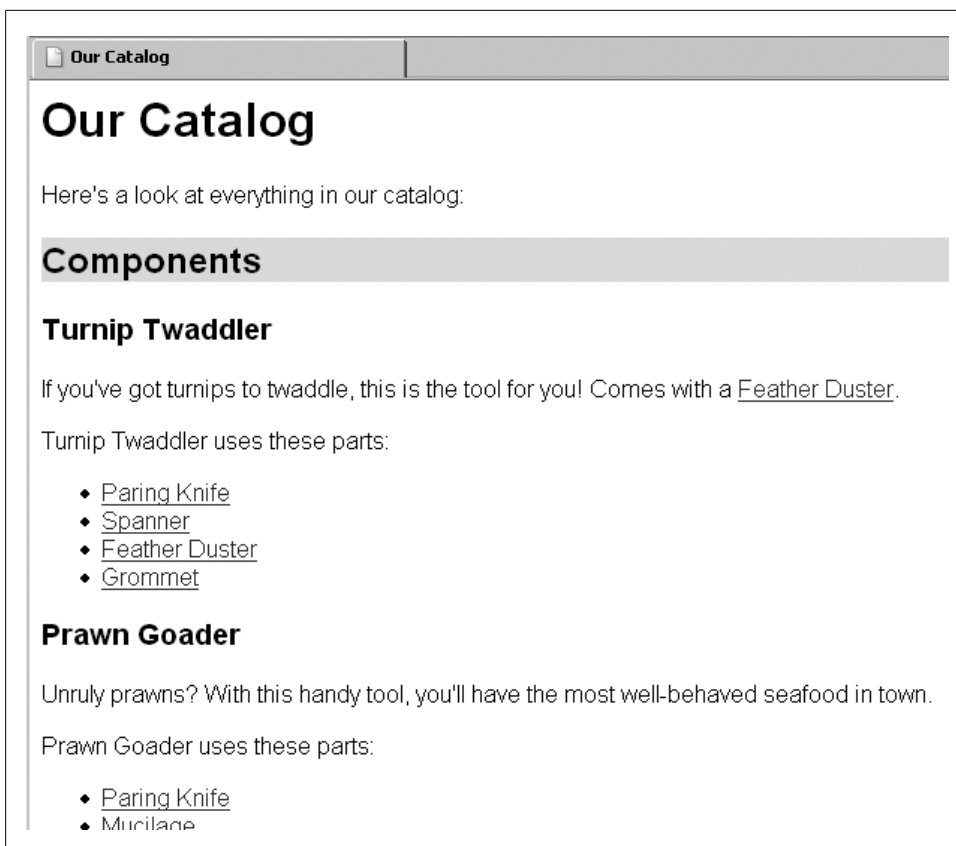 Our Catalog
Our Catalog
Here's a look at everything in our catalog:
Components
Turnip Twaddler
If you've got turnips to twaddle, this is the tool for you! Comes with a Feather Duster.
Turnip Twaddler uses these parts:
• Paring Knife
• Spanner
• Feather Duster
• Grommet
Prawn Goader
Unruly prawns? With this handy tool, you'll have the most well-behaved seafood in town.
Prawn Goader uses these parts:
• Paring Knife
• Mucilage